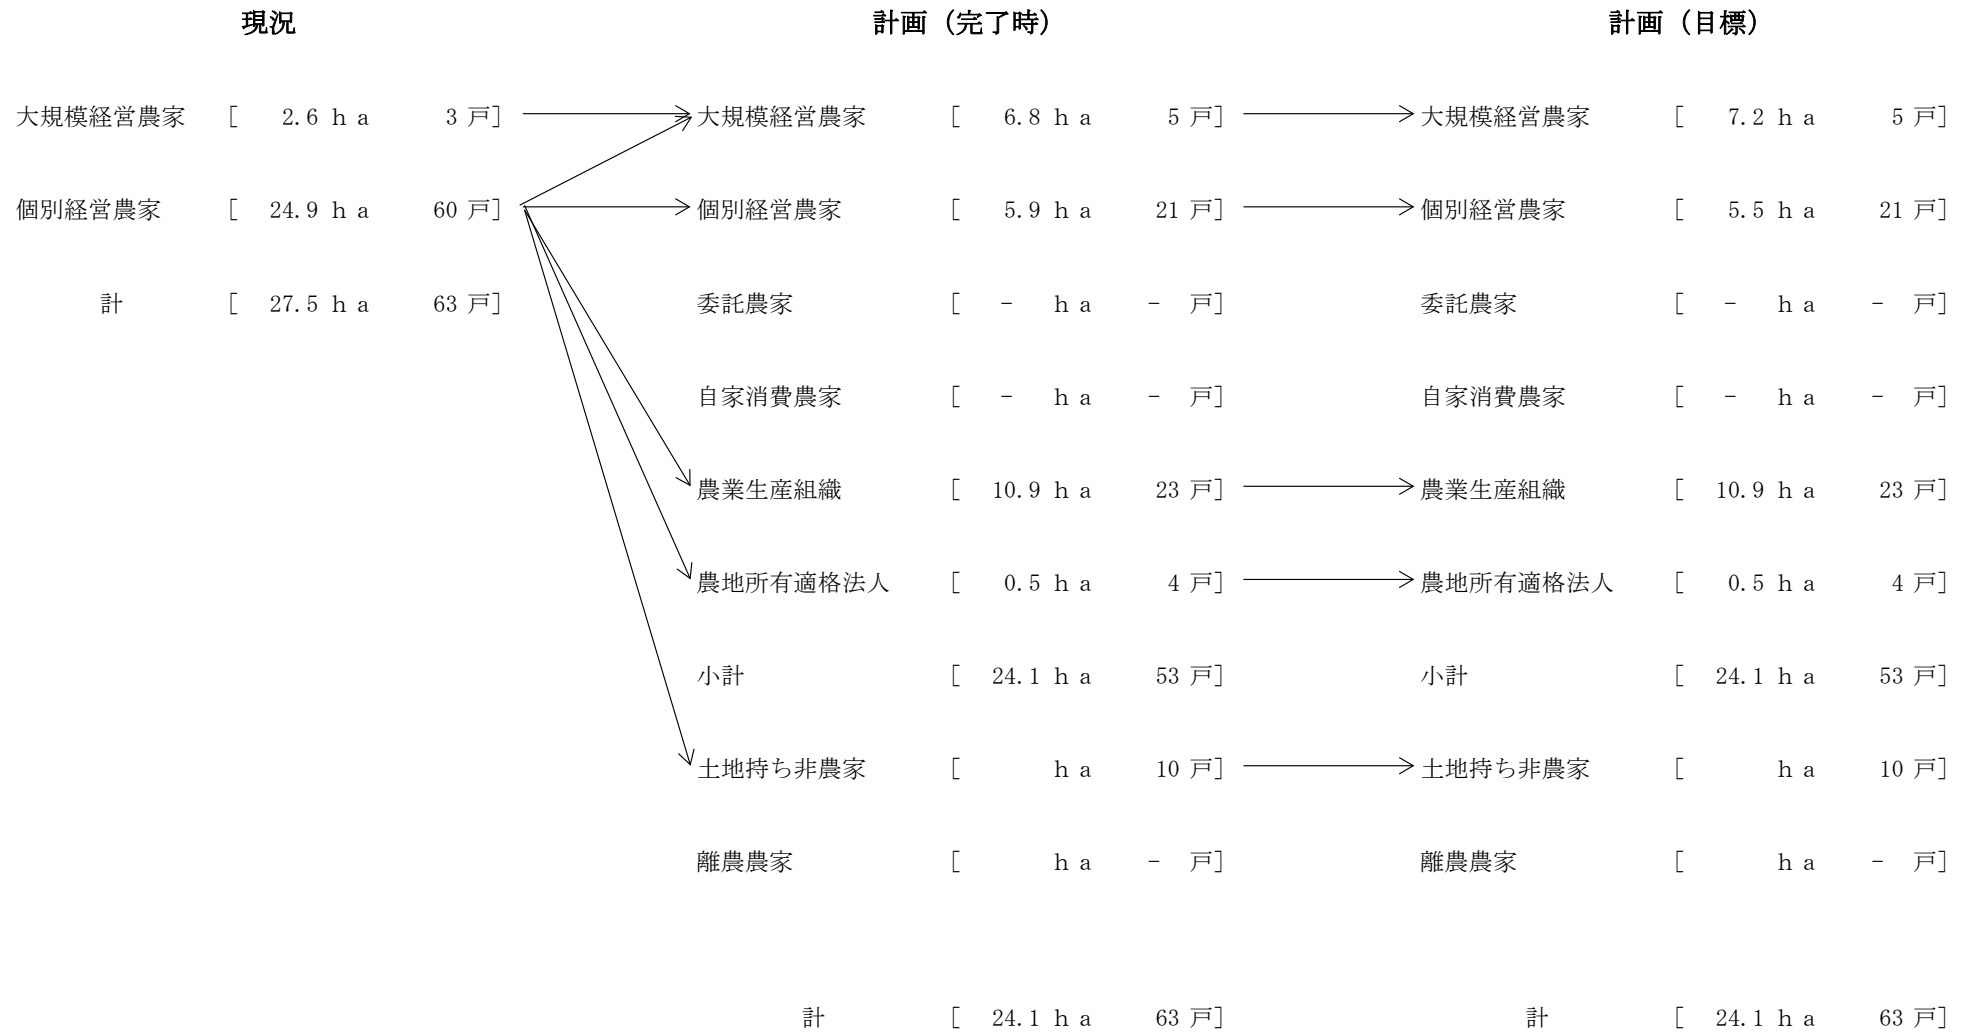 現況 計画（完了時） 計画（目標）
大規模経営農家 [ 2.6 ｈａ 3 戸] 大規模経営農家 [ 6.8 ｈａ 5 戸] 大規模経営農家 [ 7.2 ｈａ 5 戸]
個別経営農家 [ 24.9 ｈａ 60 戸] 個別経営農家 [ 5.9 ｈａ 21 戸] 個別経営農家 [ 5.5 ｈａ 21 戸]
計 [ 27.5 ｈａ 63 戸] 委託農家 [ - ｈａ - 戸] 委託農家 [ - ｈａ - 戸]
自家消費農家 [ - ｈａ - 戸] 自家消費農家 [ - ｈａ - 戸]
農業生産組織 [ 10.9 ｈａ 23 戸] 農業生産組織 [ 10.9 ｈａ 23 戸]
農地所有適格法人 [ 0.5 ｈａ 4 戸] 農地所有適格法人 [ 0.5 ｈａ 4 戸]
小計 [ 24.1 ｈａ 53 戸] 小計 [ 24.1 ｈａ 53 戸]
土地持ち非農家 [ ｈａ 10 戸] 土地持ち非農家 [ ｈａ 10 戸]
離農農家 [ ｈａ - 戸] 離農農家 [ ｈａ - 戸]
計 [ 24.1 ｈａ 63 戸] 計 [ 24.1 ｈａ 63 戸]